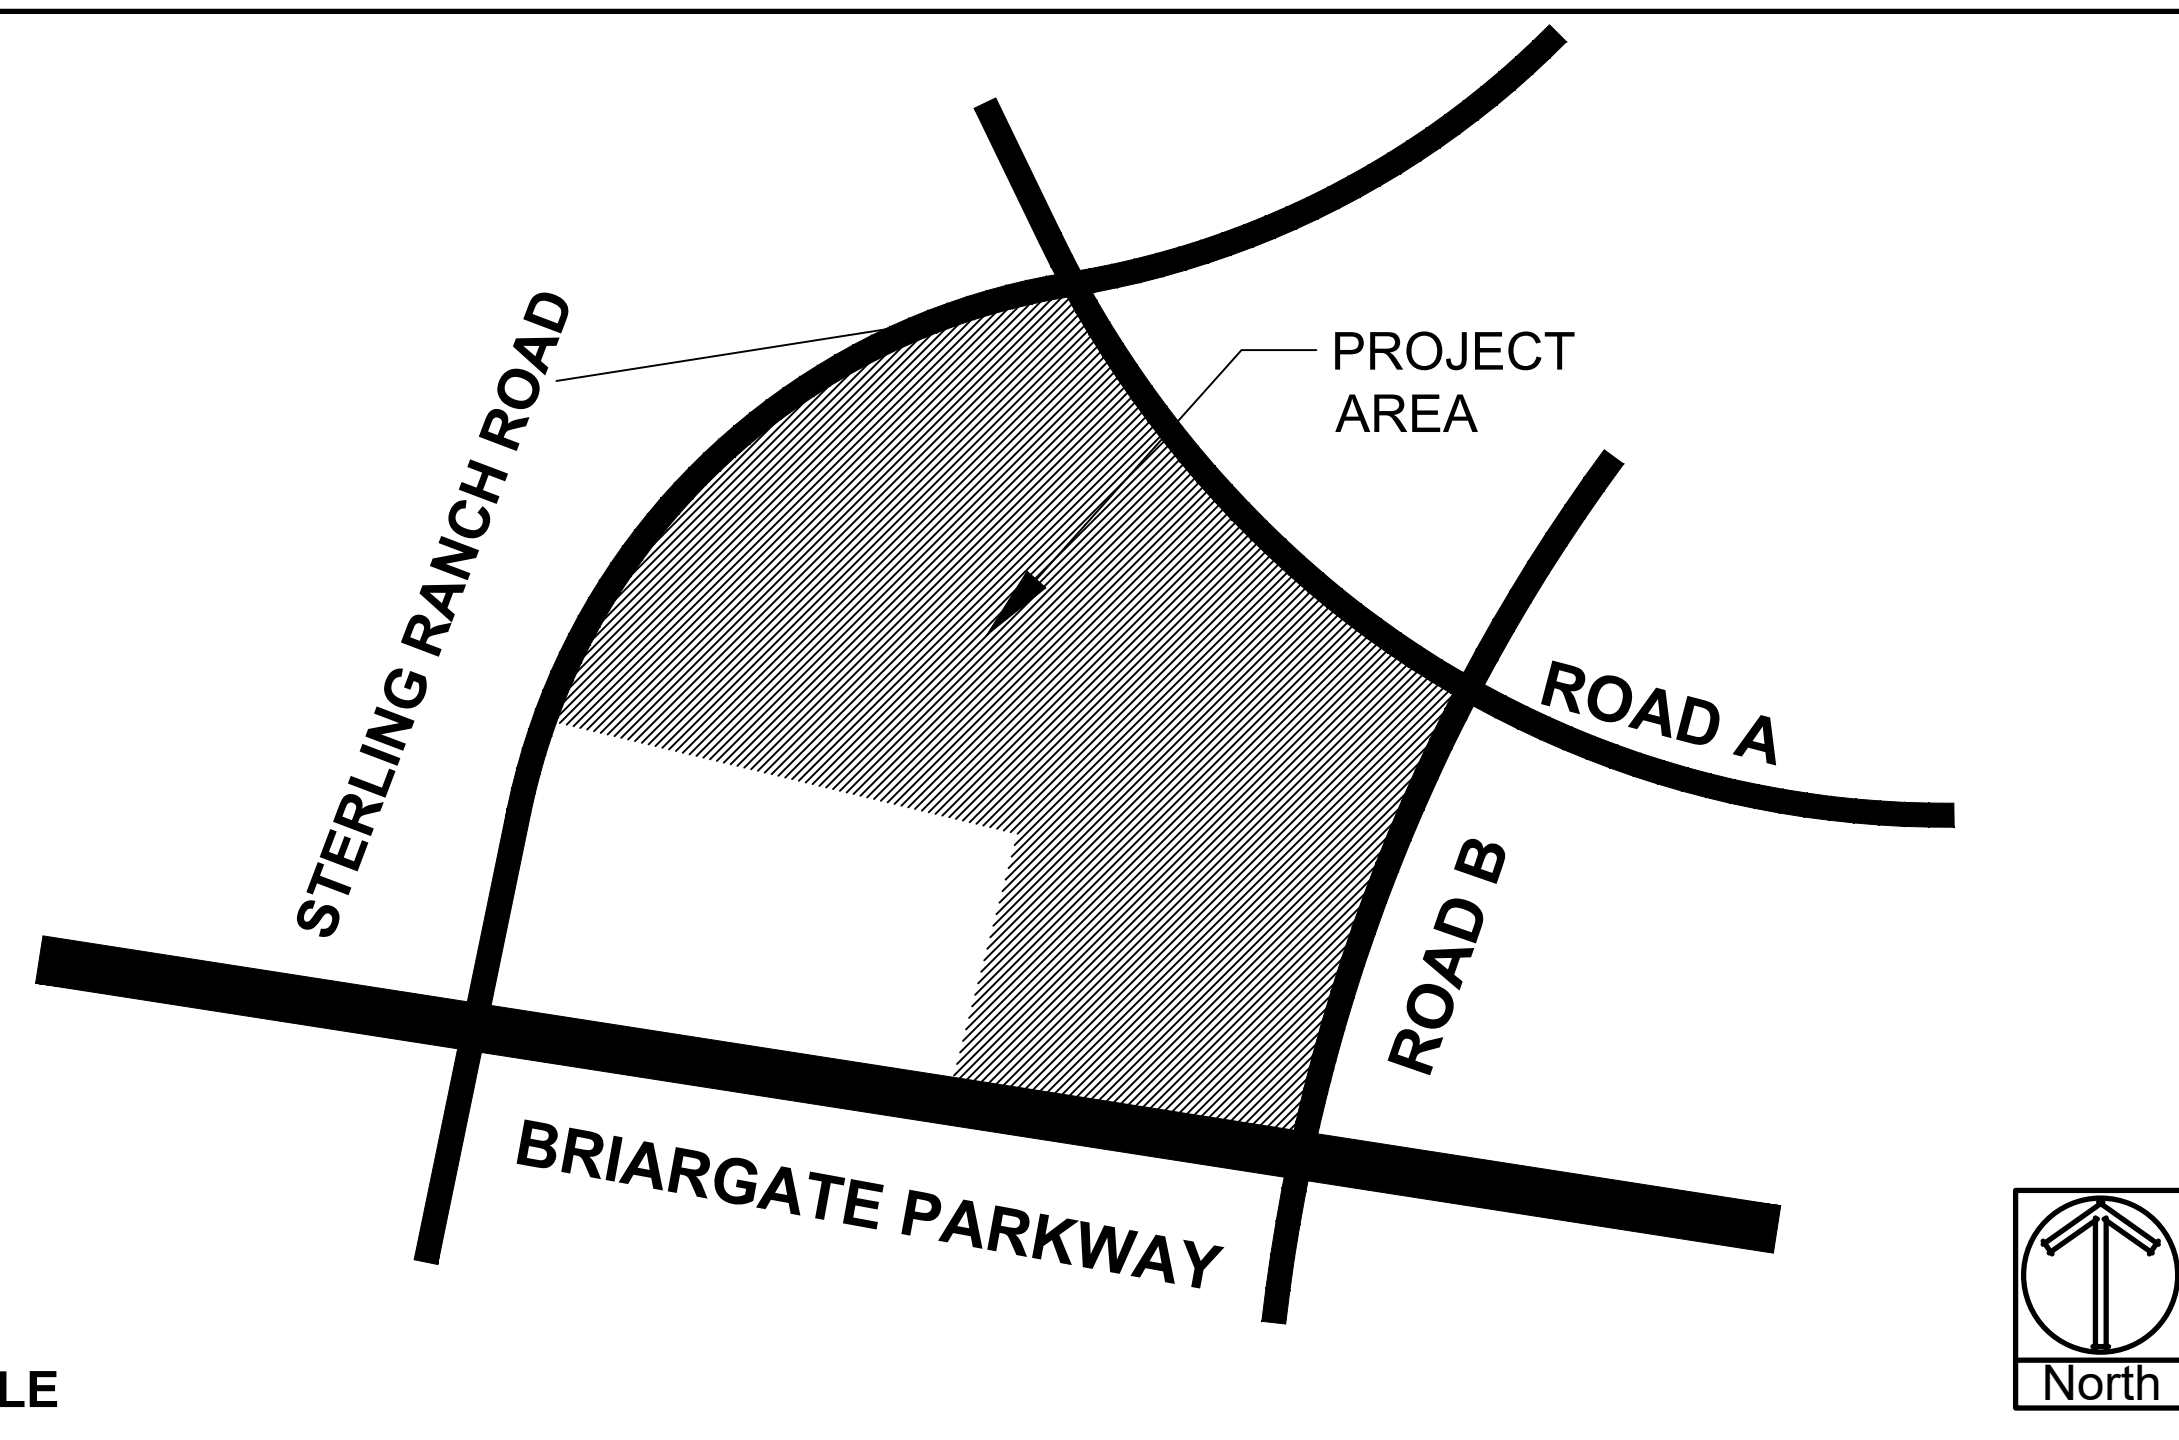 STERLING RANCH ROAD
PROJECT
AREA
ROAD A
ROAD B
BRIARGATE PARKWAY
LE
North